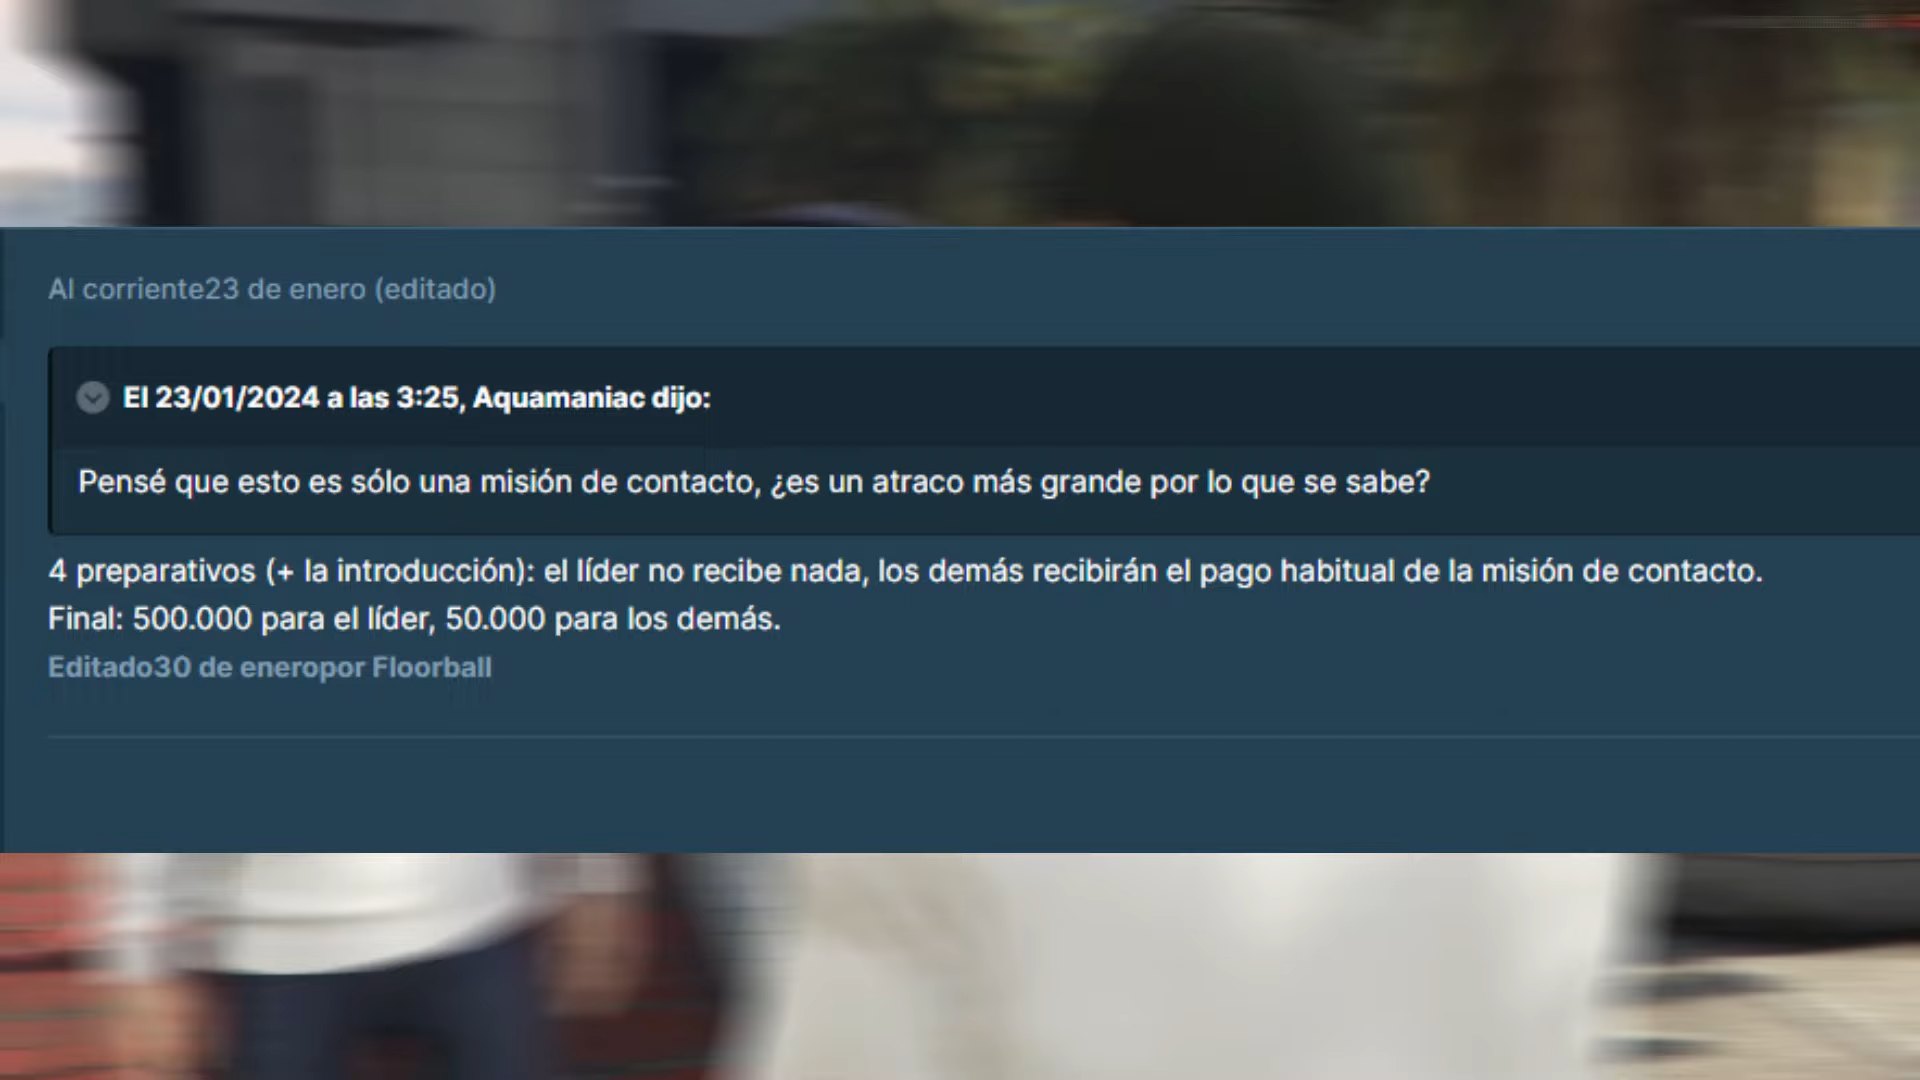 Al corriente23 de enero (editado)
El 23/01/2024 a las 3:25, Aquamaniac dijo:
Pensé que esto es sólo una misión de contacto, ¿es un atraco más grande por lo que se sabe?
4 preparativos (+ la introducción): el líder no recibe nada, los demás recibirán el pago habitual de la misión de contacto.
Final: 500.000 para el líder, 50.000 para los demás.
Editado30 de eneropor Floorball